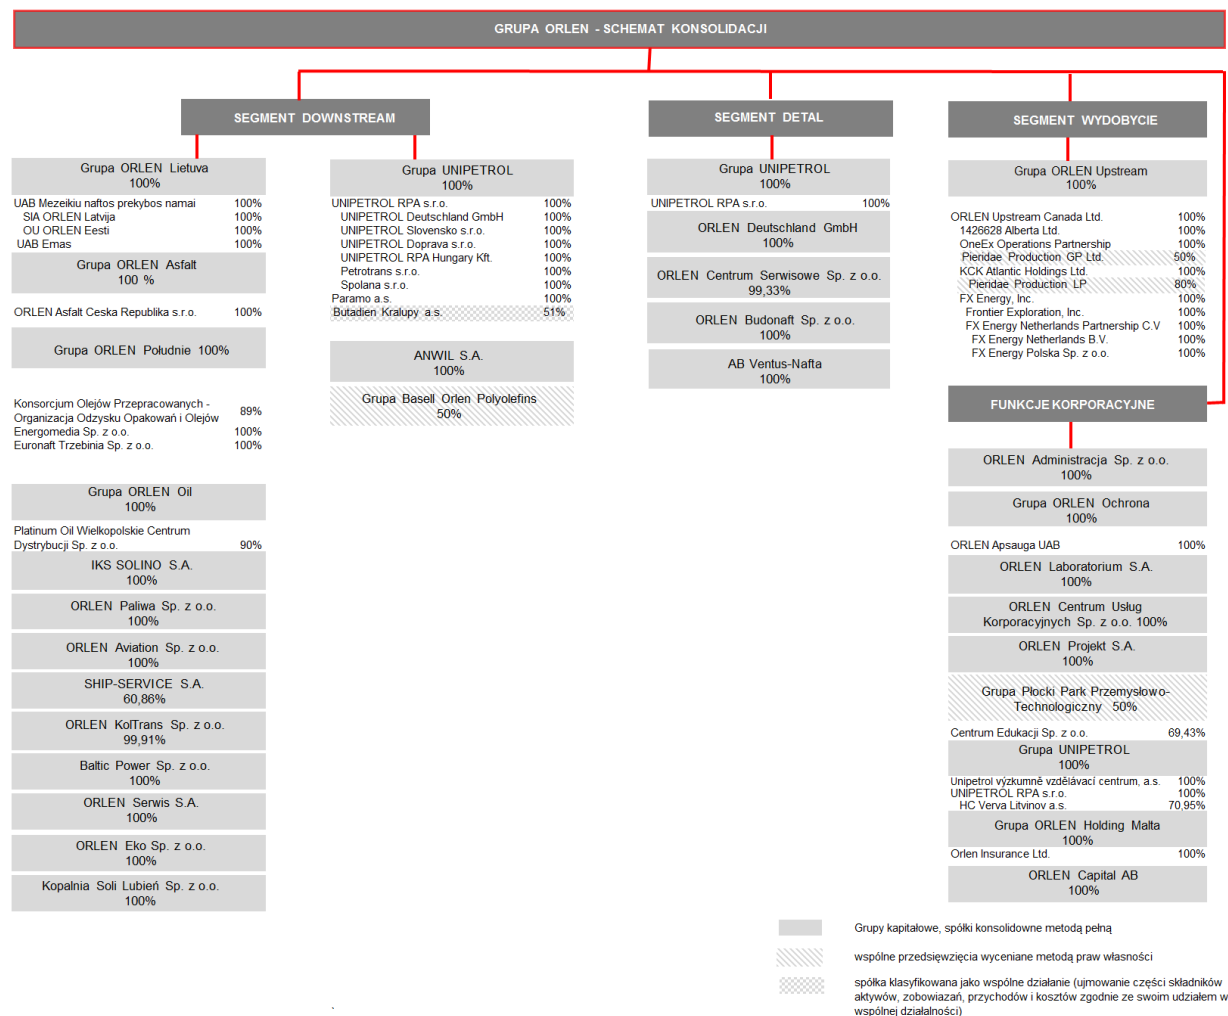 GRUPA ORLEN - SCHEMAT KONSOLIDACJI
SEGMENT DOWNSTREAM
Grupa ORLEN Lietuva
100%
UAB Mezeikiu naftos prekybos namai 100%
SIA ORLEN Latvija 100%
OU ORLEN Eesti 100%
UAB Emas 100%
Grupa ORLEN Asfalt
100 %
ORLEN Asfalt Ceska Republika s.r.o. 100%
Grupa ORLEN Południe 100%
Konsorcjum Olejów Przepracowanych -
Organizacja Odzysku Opakowań i Olejów 89%
Energomedia Sp. z o.o. 100%
Euronaft Trzebinia Sp. z o.o. 100%
Grupa ORLEN Oil
100%
Platinum Oil Wielkopolskie Centrum
Dystrybucji Sp. z o.o. 90%
IKS SOLINO S.A.
100%
ORLEN Paliwa Sp. z o.o.
100%
ORLEN Aviation Sp. z o.o.
100%
SHIP-SERVICE S.A.
60,86%
ORLEN KolTrans Sp. z o.o.
99,91%
Baltic Power Sp. z o.o.
100%
ORLEN Serwis S.A.
100%
ORLEN Eko Sp. z o.o.
100%
Kopalnia Soli Lubień Sp. z o.o.
100%
Grupa UNIPETROL
100%
UNIPETROL RPA s.r.o. 100%
UNIPETROL Deutschland GmbH 100%
UNIPETROL Slovensko s.r.o. 100%
UNIPETROL Doprava s.r.o. 100%
UNIPETROL RPA Hungary Kft. 100%
Petrotrans s.r.o. 100%
Spolana s.r.o. 100%
Paramo a.s. 100%
Butadien Kralupy a.s. 51%
ANWIL S.A.
100%
Grupa Basell Orlen Polyolefins
50%
SEGMENT DETAL
Grupa UNIPETROL
100%
UNIPETROL RPA s.r.o. 100%
ORLEN Deutschland GmbH
100%
ORLEN Centrum Serwisowe Sp. z o.o.
99,33%
ORLEN Budonaft Sp. z o.o.
100%
AB Ventus-Nafta
100%
SEGMENT WYDOBYCIE
Grupa ORLEN Upstream
100%
ORLEN Upstream Canada Ltd. 100%
1426628 Alberta Ltd. 100%
OneEx Operations Partnership 100%
Pieridae Production GP Ltd. 50%
KCK Atlantic Holdings Ltd. 100%
Pieridae Production LP 80%
FX Energy, Inc. 100%
Frontier Exploration, Inc. 100%
FX Energy Netherlands Partnership C.V 100%
FX Energy Netherlands B.V. 100%
FX Energy Polska Sp. z o.o. 100%
FUNKCJE KORPORACYJNE
ORLEN Administracja Sp. z o.o.
100%
Grupa ORLEN Ochrona
100%
ORLEN Apsauga UAB 100%
ORLEN Laboratorium S.A.
100%
ORLEN Centrum Usług
Korporacyjnych Sp. z o.o. 100%
ORLEN Projekt S.A.
100%
Grupa Płocki Park Przemysłowo-
Technologiczny 50%
Centrum Edukacji Sp. z o.o. 69,43%
Grupa UNIPETROL
100%
Unipetrol výzkumně vzdělávací centrum, a.s. 100%
UNIPETROL RPA s.r.o. 100%
HC Verva Litvinov a.s. 70,95%
Grupa ORLEN Holding Malta
100%
Orlen Insurance Ltd. 100%
ORLEN Capital AB
100%
Grupy kapitałowe, spółki konsolidowne metodą pełną
wspólne przedsięwzięcia wyceniane metodą praw własności
spółka klasyfikowana jako wspólne działanie (ujmowanie części składników
aktywów, zobowiazań, przychodów i kosztów zgodnie ze swoim udziałem w
wspólnej działalności)